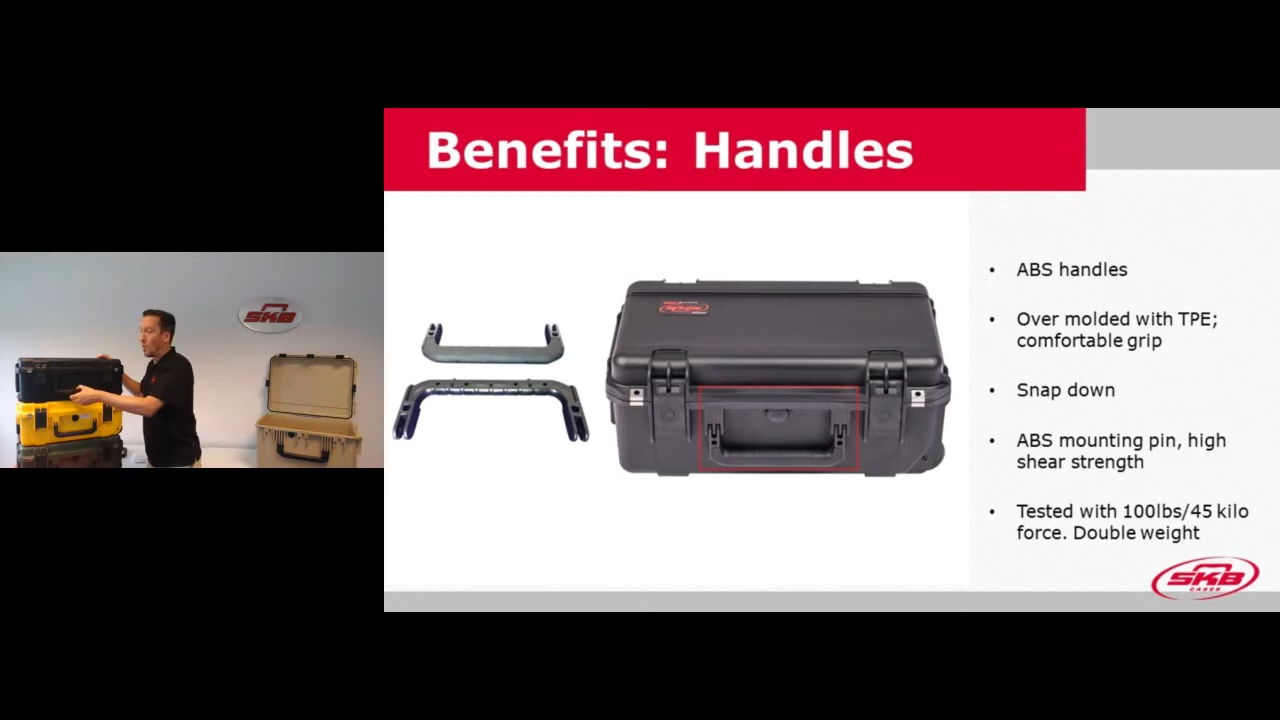 Benefits: Handles
• ABS handles
• Over molded with TPE;
comfortable grip
• Snap down
• ABS mounting pin, high
shear strength
• Tested with 100lbs/45 kilo
force. Double weight
SKB
SKB
CASES